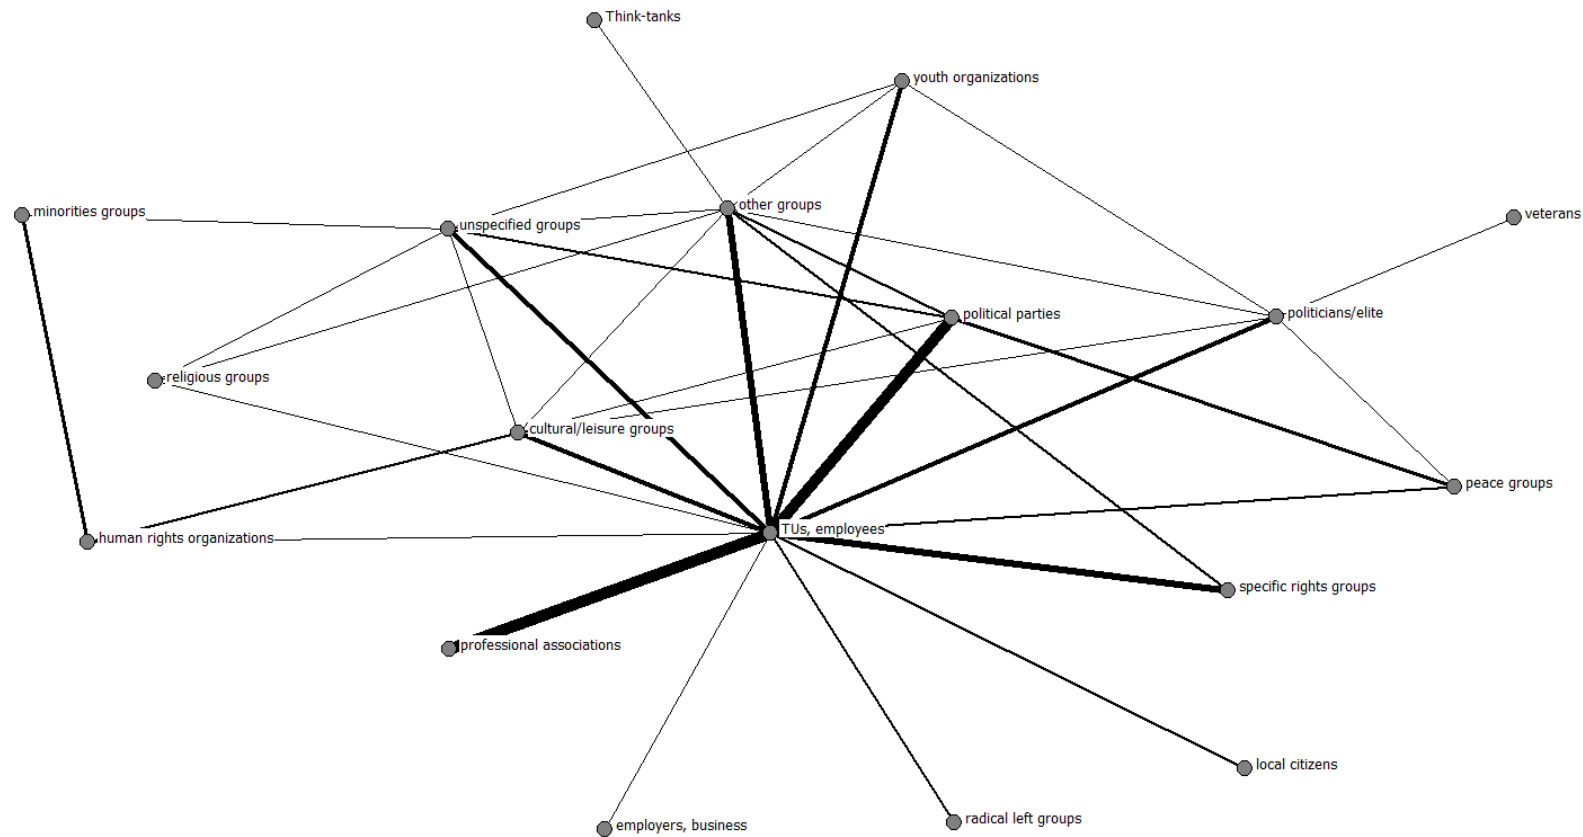 Think-tanks
youth organizations
minorities groups
other groups
veterans
unspecified groups
political parties
politicians/elite
religious groups
cultural/leisure groups
peace groups
TUs, employees
human rights organizations
specific rights groups
professional associations
local citizens
radical left groups
employers, business